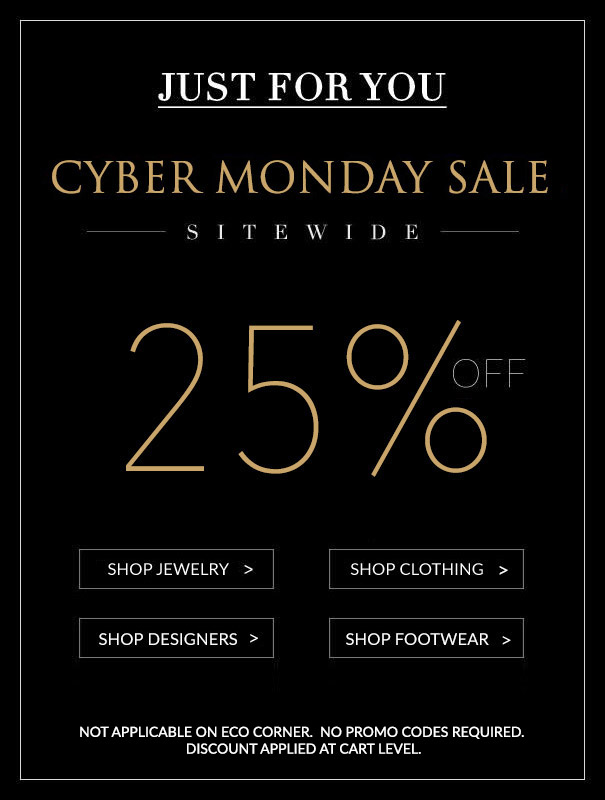 JUST FOR YOU
CYBER MONDAY SALE
SITEWIDE
25% OFF
SHOP JEWELRY >
SHOP CLOTHING >
SHOP DESIGNERS >
SHOP FOOTWEAR >
NOT APPLICABLE ON ECO CORNER. NO PROMO CODES REQUIRED.
DISCOUNT APPLIED AT CART LEVEL.